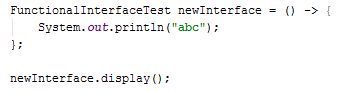 FunctionalInterfaceTest newInterface = () -> {
    System.out.println("abc");
};

newInterface.display();